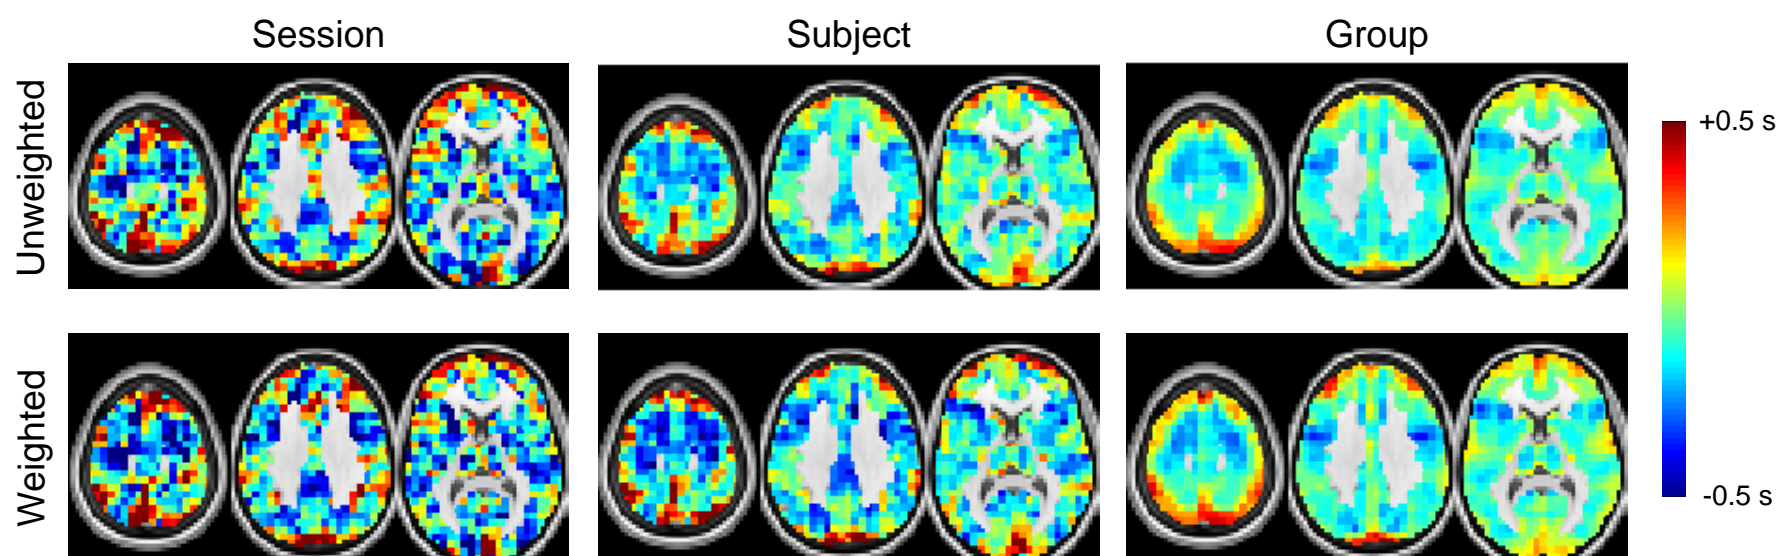 Session
Subject
Group
Unweighted
+0.5 s
Weighted
-0.5 s